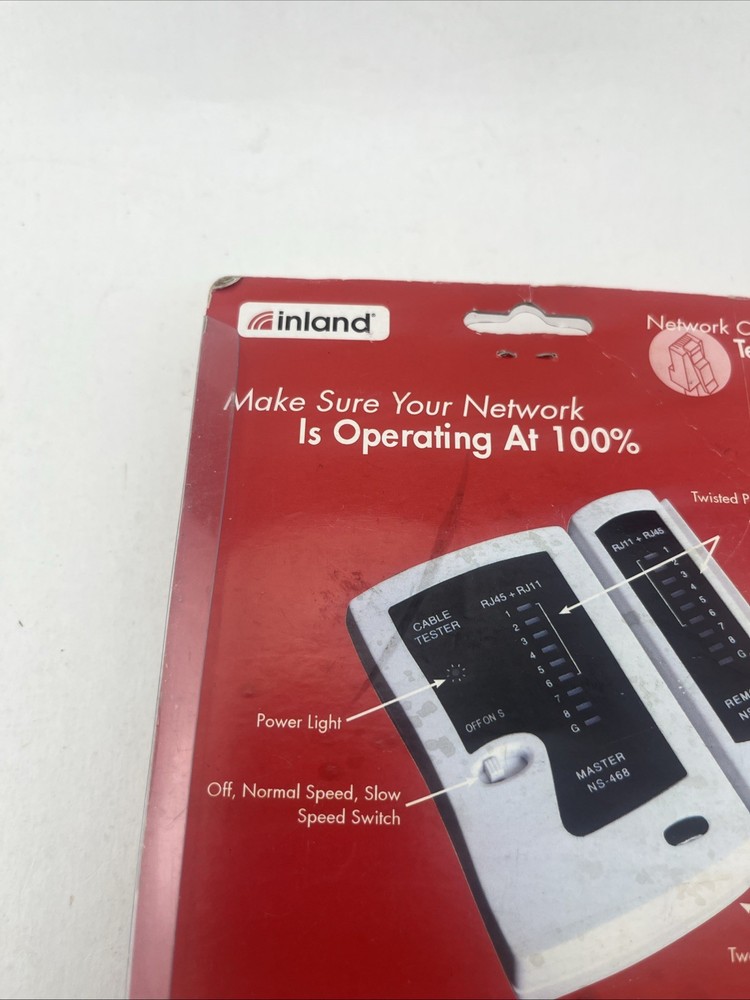 inland
Network
Make Sure Your Network
Is Operating At 100%
Twisted
RJ11 + RJ45
1
2
3
4
5
6
7
8
G
RJ45 + RJ11
CABLE
TESTER
1
2
3
4
5
6
7
8
G
Power Light
OFF ON S
MASTER
NS-468
Off, Normal Speed, Slow
Speed Switch